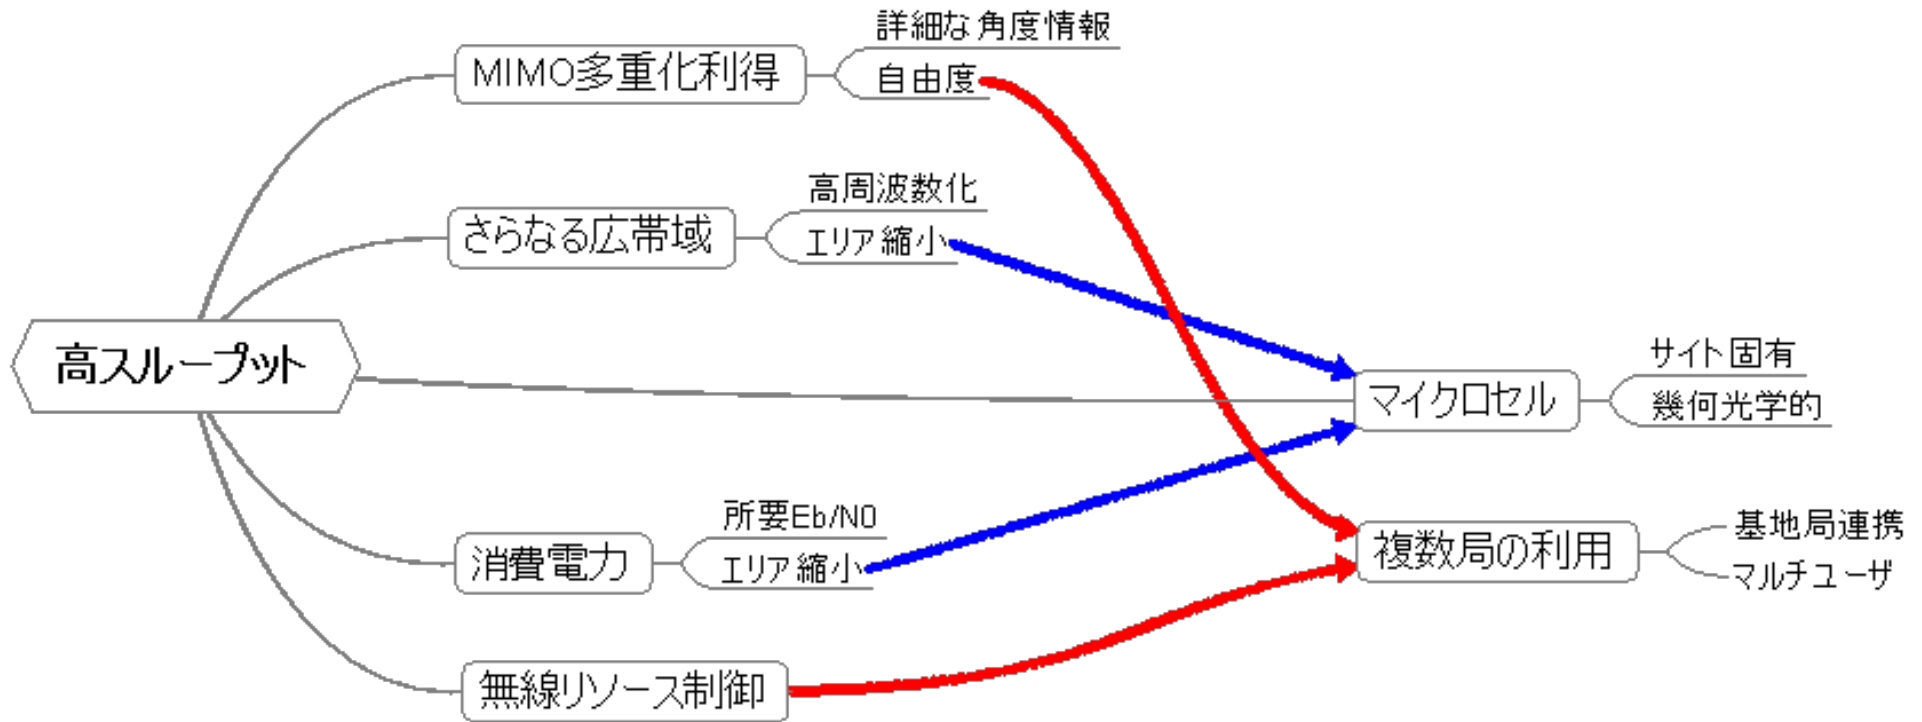 高スループット
MIMO多重化利得
詳細な角度情報
自由度
さらなる広帯域
高周波数化
エリア縮小
マイクロセル
サイト固有
幾何光学的
消費電力
所要Eb/N0
エリア縮小
複数局の利用
基地局連携
マルチユーザ
無線リソース制御